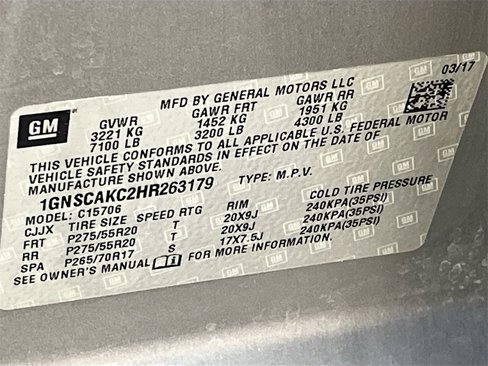 03/17
MFD BY GENERAL MOTORS LLC
GM
GVWR GAWR FRT GAWR RR
3221 KG 1452 KG 1951 KG
7100 LB 3200 LB 4300 LB
THIS VEHICLE CONFORMS TO ALL APPLICABLE U.S. FEDERAL MOTOR
VEHICLE SAFETY STANDARDS IN EFFECT ON THE DATE OF
MANUFACTURE SHOWN ABOVE.
1GNSCAKC2HR263179 TYPE: M.P.V.
MODEL: C15706
CJJX TIRE SIZE SPEED RTG RIM COLD TIRE PRESSURE
FRT P275/55R20 T 20X9J 240KPA(35PSI)
RR P275/55R20 T 20X9J 240KPA(35PSI)
SPA P265/70R17 S 17X7.5J 240KPA(35PSI)
SEE OWNER'S MANUAL FOR MORE INFORMATION.